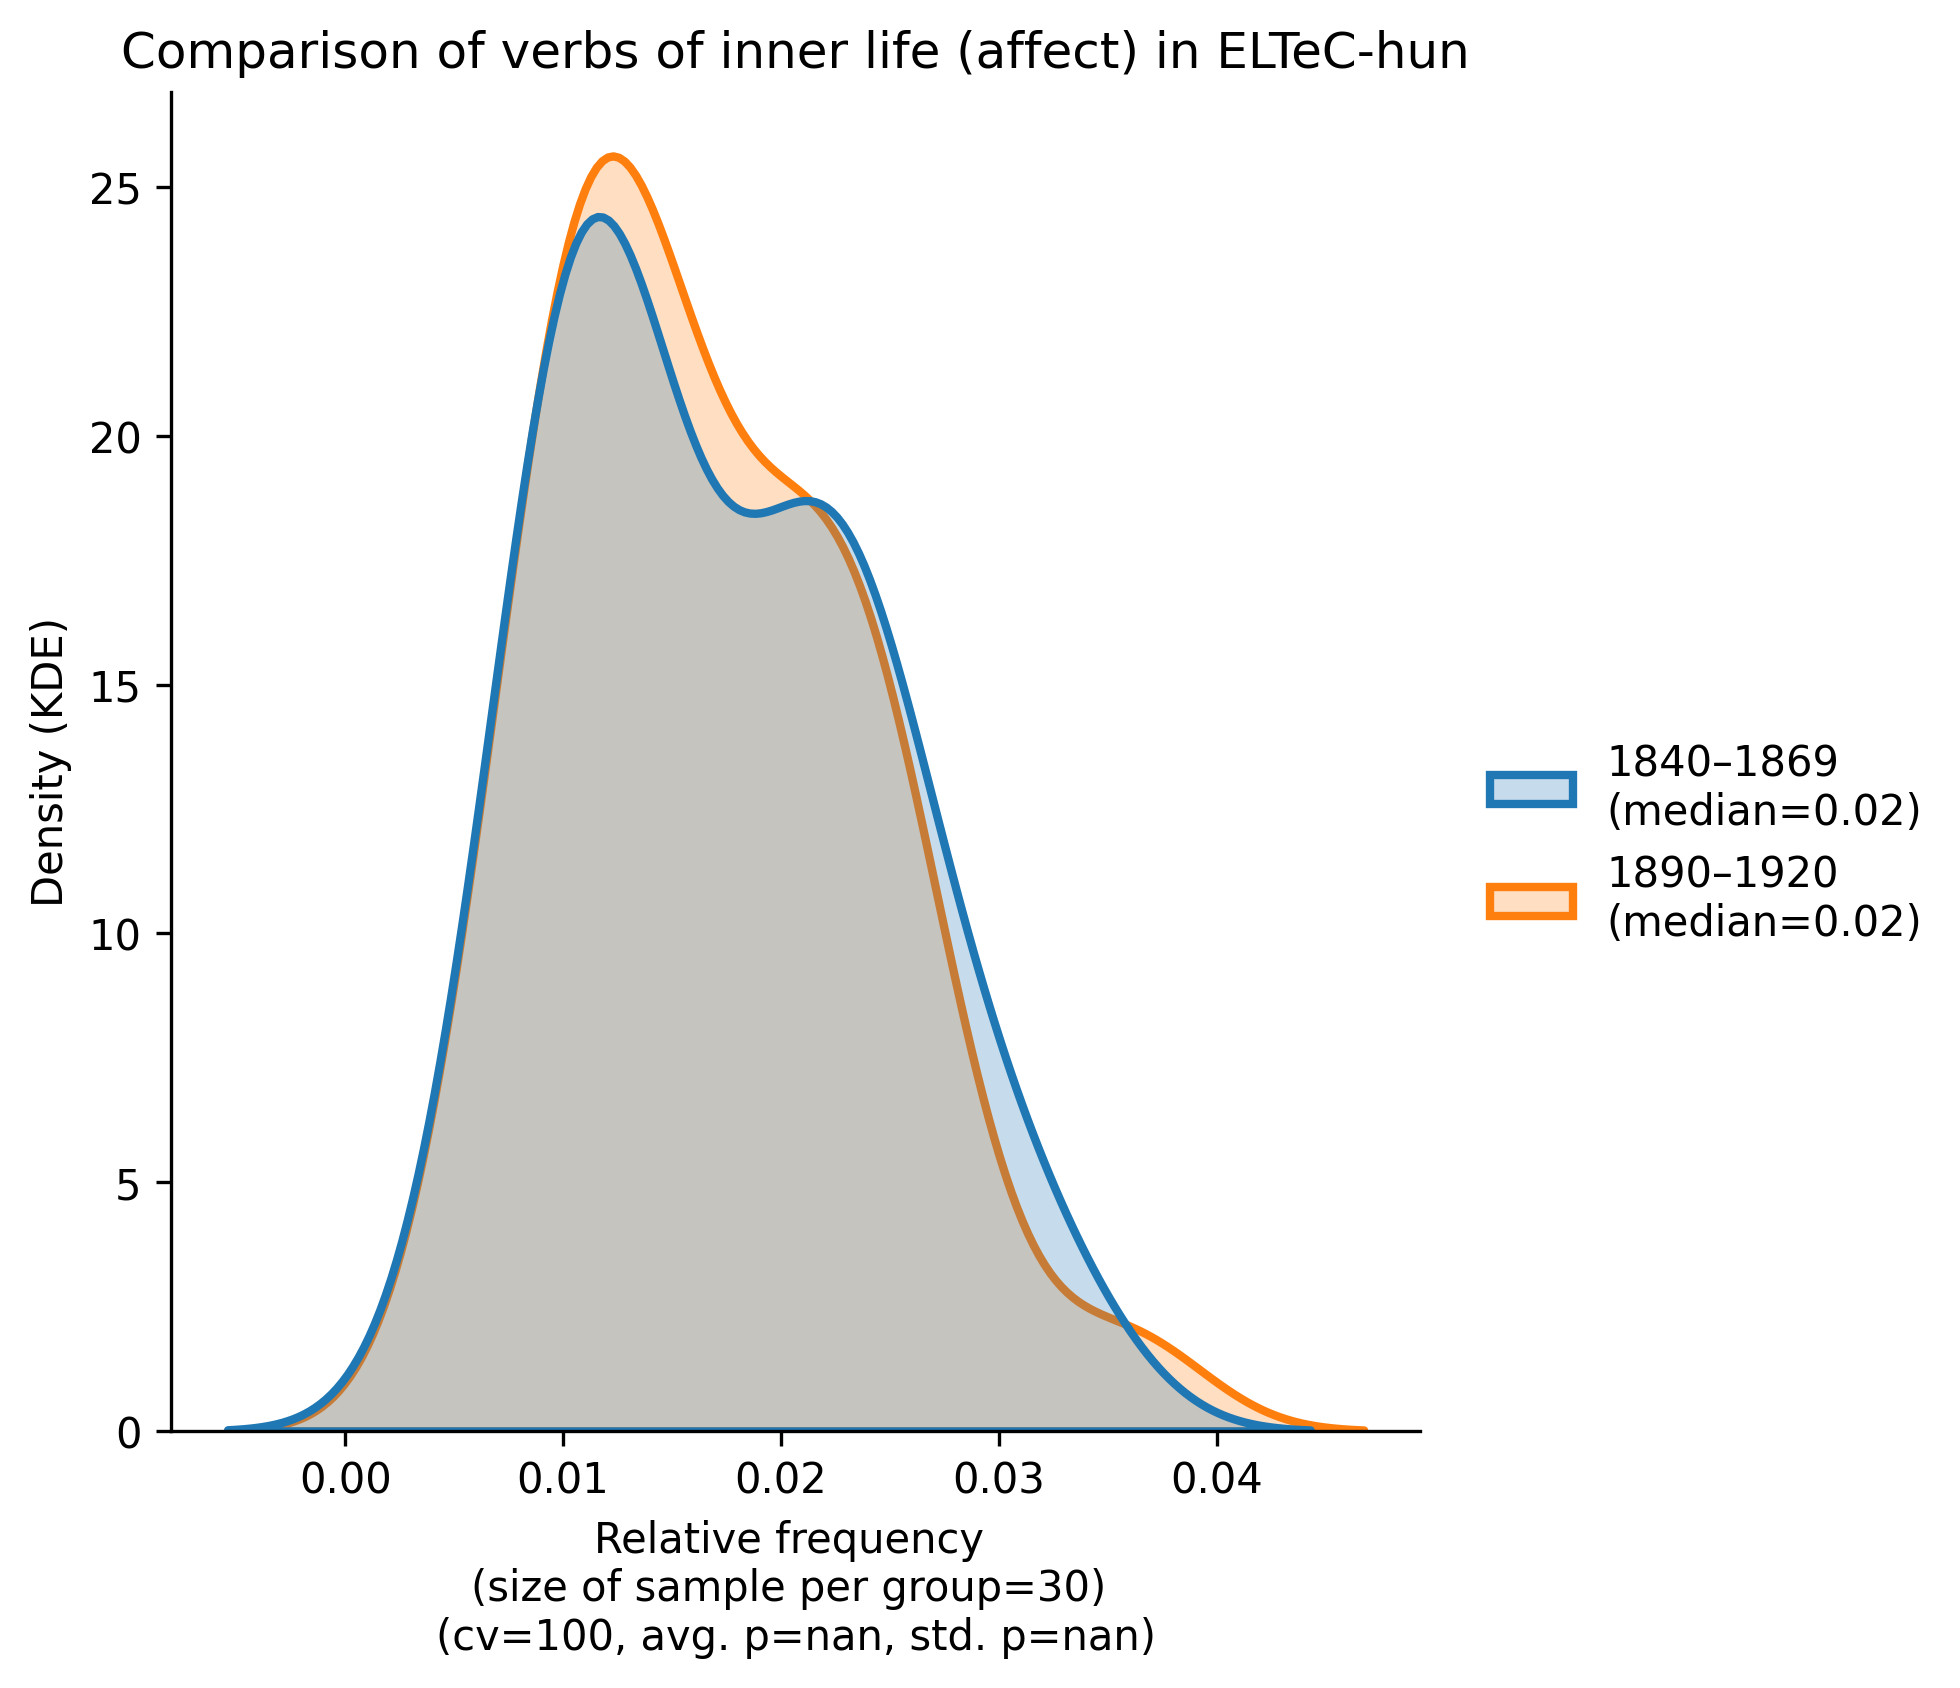 Comparison of verbs of inner life (affect) in ELTeC-hun
Density (KDE)
25
20
15
10
5
0
0.00
0.01
0.02
0.03
0.04
Relative frequency
(size of sample per group=30)
(cv=100, avg. p=nan, std. p=nan)
1840–1869
(median=0.02)
1890–1920
(median=0.02)